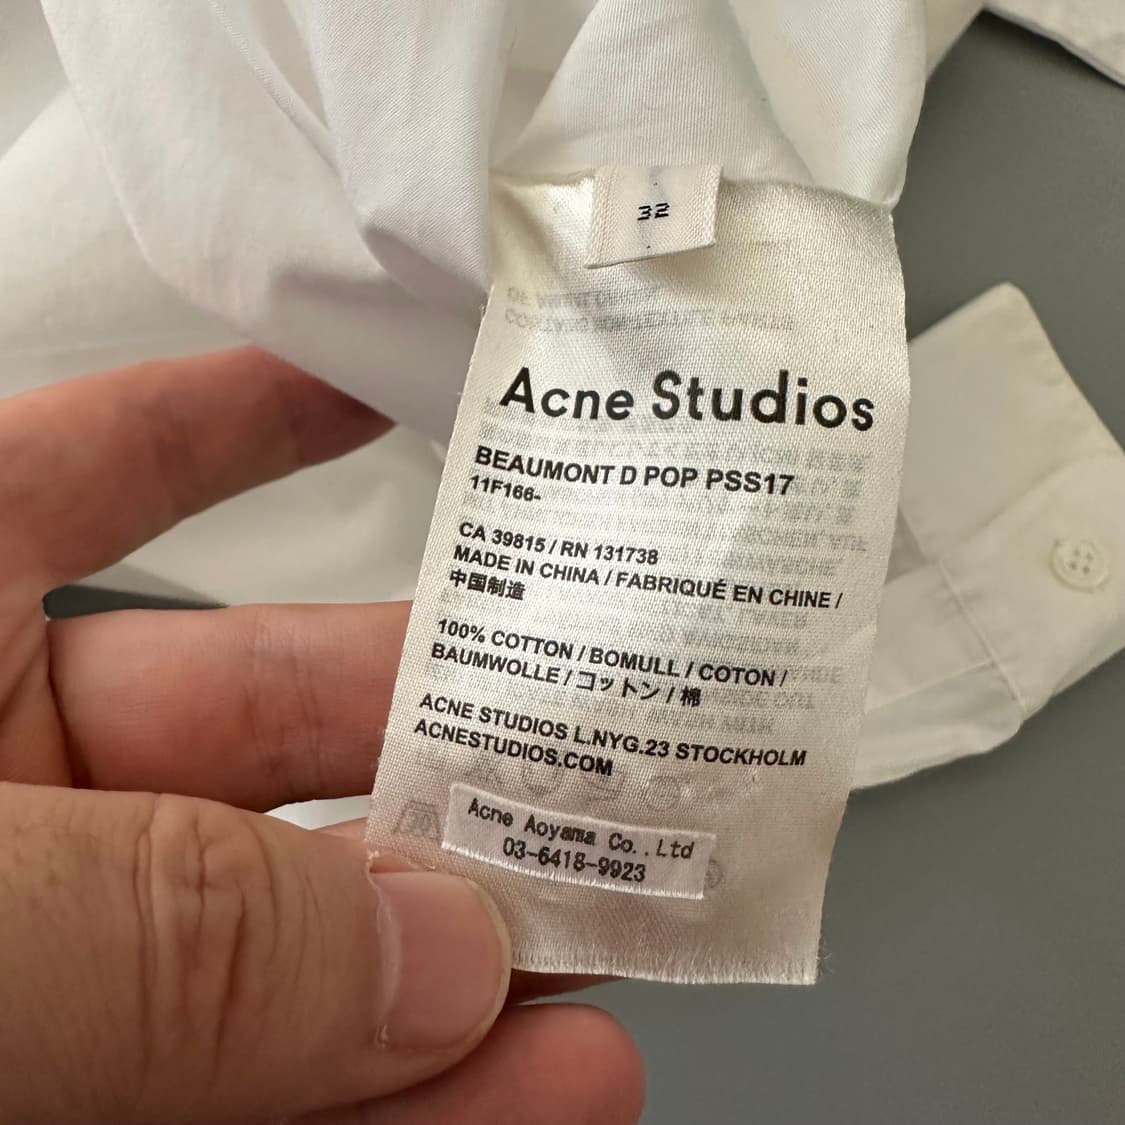 32
Acne Studios
BEAUMONT D POP PSS17
11F166-
CA 39815 / RN 131738
MADE IN CHINA / FABRIQUÉ EN CHINE /
中国制造
100% COTTON / BOMULL / COTON /
BAUMWOLLE / コットン / 棉
ACNE STUDIOS L.NYG.23 STOCKHOLM
ACNESTUDIOS.COM
Acne Aoyama Co..Ltd
03-6418-9923